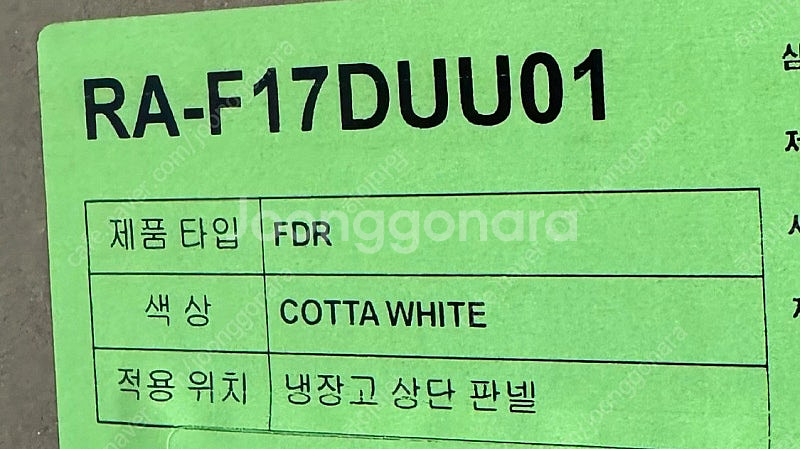 RA-F17DUU01
제품 타입 FDR
색 상 COTTA WHITE
적용 위치 냉장고 상단 판넬
Joonggonara